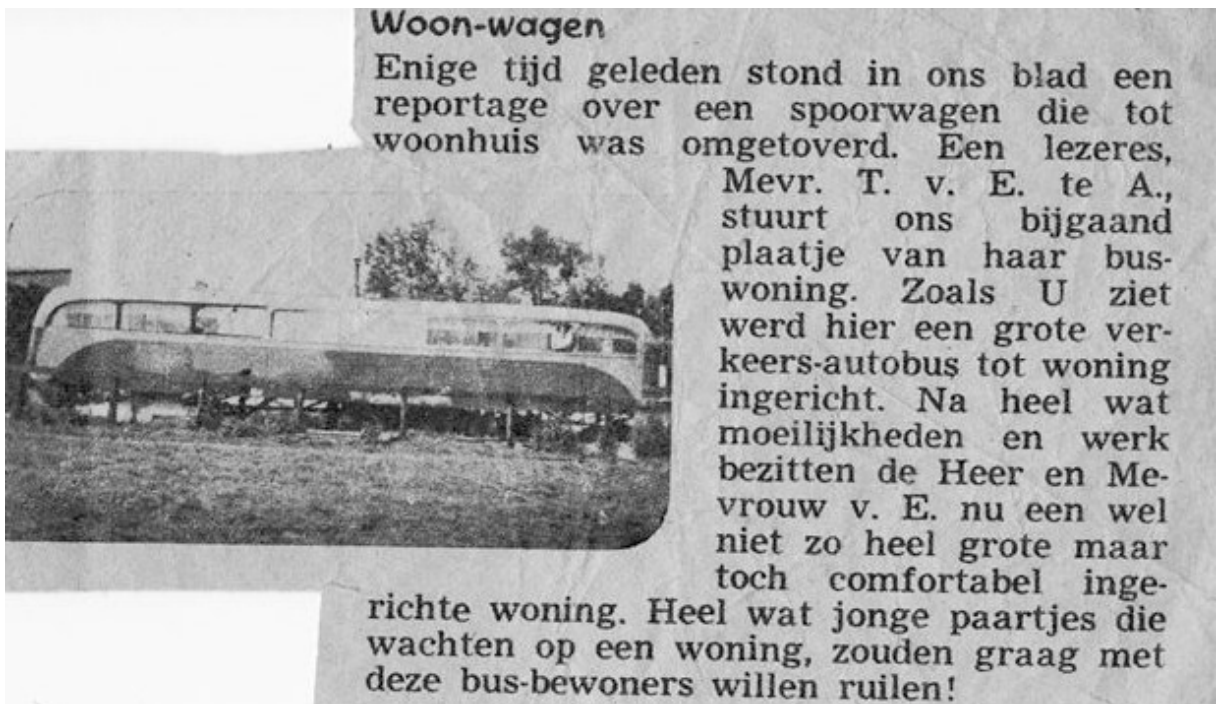 Woon-wagen
Enige tijd geleden stond in ons blad een
reportage over een spoorwagen die tot
woonhuis was omgetoverd. Een lezeres,
Mevr. T. v. E. te A.,
stuurt ons bijgaand
plaatje van haar bus-
woning. Zoals U ziet
werd hier een grote ver-
keers-autobus tot woning
ingericht. Na heel wat
moeilijkheden en werk
bezitten de Heer en Me-
vrouw v. E. nu een wel
niet zo heel grote maar
toch comfortabel inge-
richte woning. Heel wat jonge paartjes die
wachten op een woning, zouden graag met
deze bus-bewoners willen ruilen!